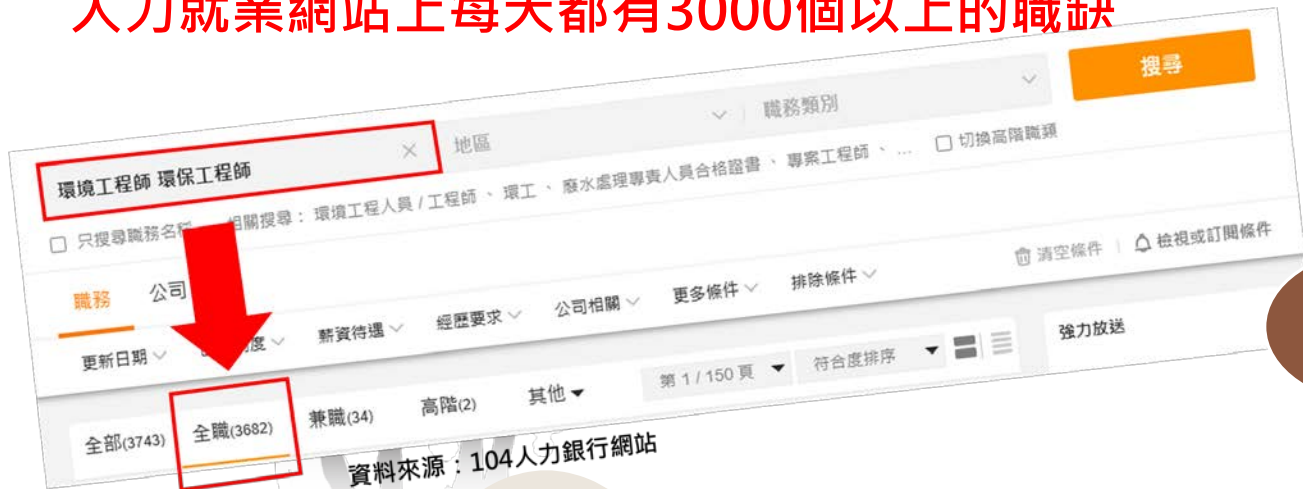 人力就業網站上每天都有3000個以上的職缺
環境工程師 環保工程師 × 地區 職務類別 搜尋
只搜尋職務名稱 相關搜尋：環境工程人員 / 工程師 、 環工 、 廢水處理專責人員合格證書 、 專案工程師 、 ... 切換高階職類
職務 公司 清空條件 檢視或訂閱條件
更新日期 度 薪資待遇 經歷要求 公司相關 更多條件 排除條件
全部(3743) 全職(3682) 兼職(34) 高階(2) 其他 第 1 / 150 頁 符合度排序 強力放送
資料來源：104人力銀行網站